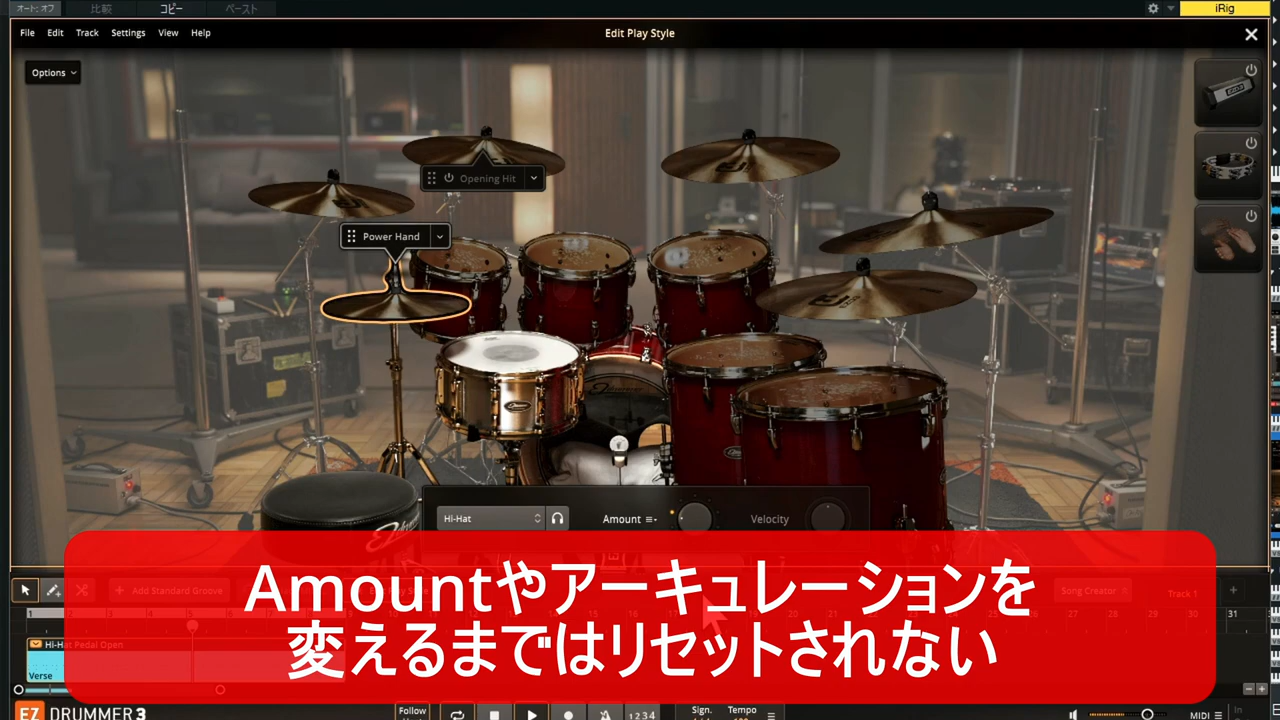 オート: オフ
比較
コピー
ペースト
iRig
File Edit Track Settings View Help
Edit Play Style
Options
Opening Hit
Power Hand
Hi-Hat
Amount
Velocity
Amountやアーキュレーションを
変えるまではリセットされない
Add Standard Groove
Song Creator
Track 1
1
31
Hi-Hat Pedal Open
Verse
EZ DRUMMER 3
Follow
1234
Sign.
Tempo
MIDI
In